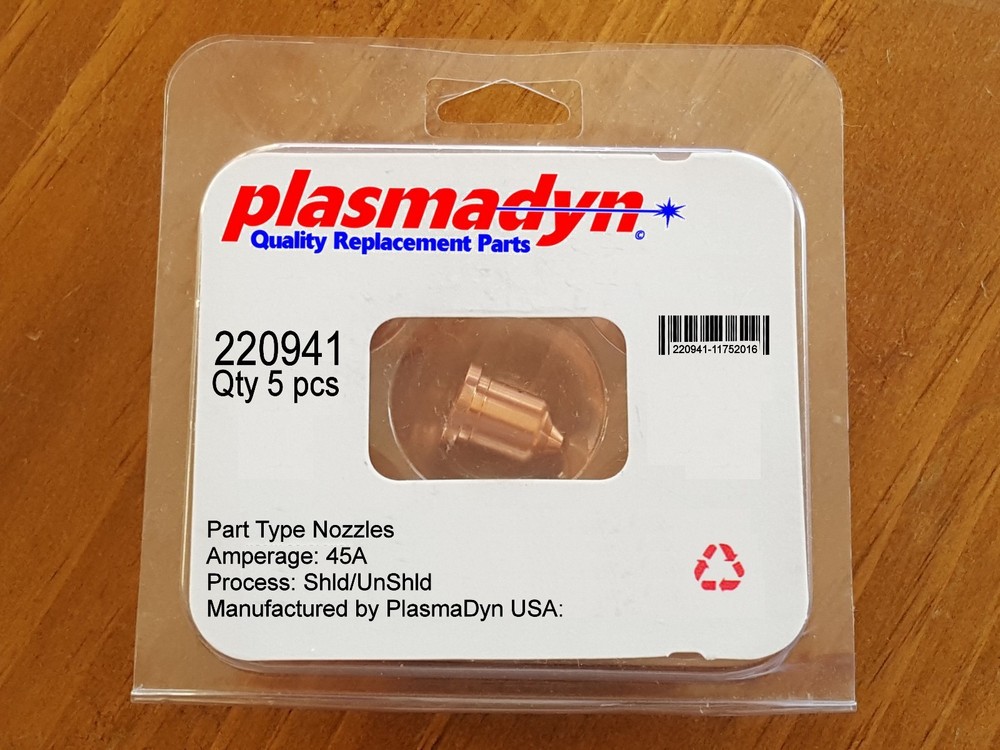 plasmadyn
©
Quality Replacement Parts
220941
Qty 5 pcs
220941-11752016
Part Type Nozzles
Amperage: 45A
Process: Shld/UnShld
Manufactured by PlasmaDyn USA: